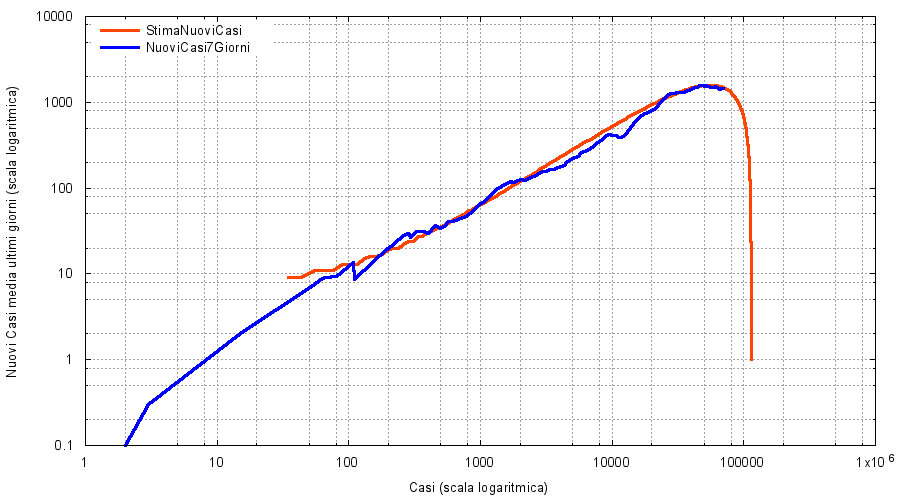 10000
1000
100
10
1
0.1
StimaNuoviCasi
NuoviCasi7Giorni
Nuovi Casi media ultimi giorni (scala logaritmica)
1 10 100 1000 10000 100000 1x10 6
Casi (scala logaritmica)